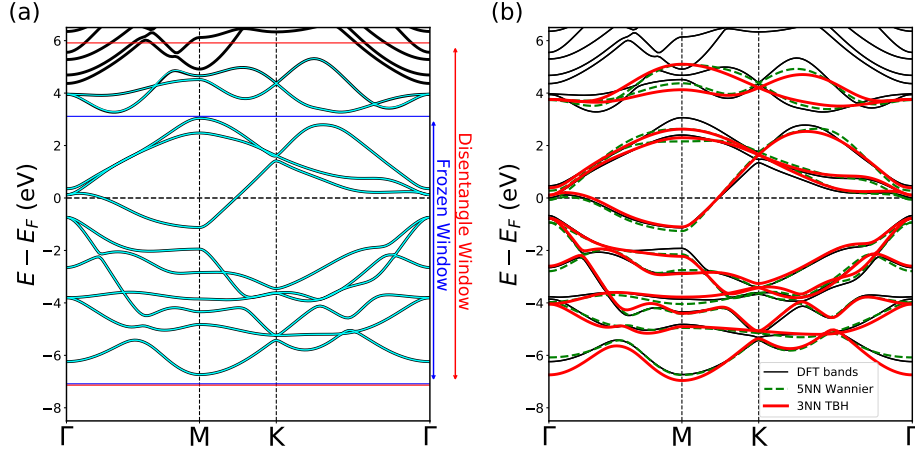 (a)
(b)
E − E_F (eV)
6
4
2
0
−2
−4
−6
−8
Γ
M
K
Γ
Frozen Window
Disentangle Window
E − E_F (eV)
6
4
2
0
−2
−4
−6
−8
DFT bands
5NN Wannier
3NN TBH
Γ
M
K
Γ